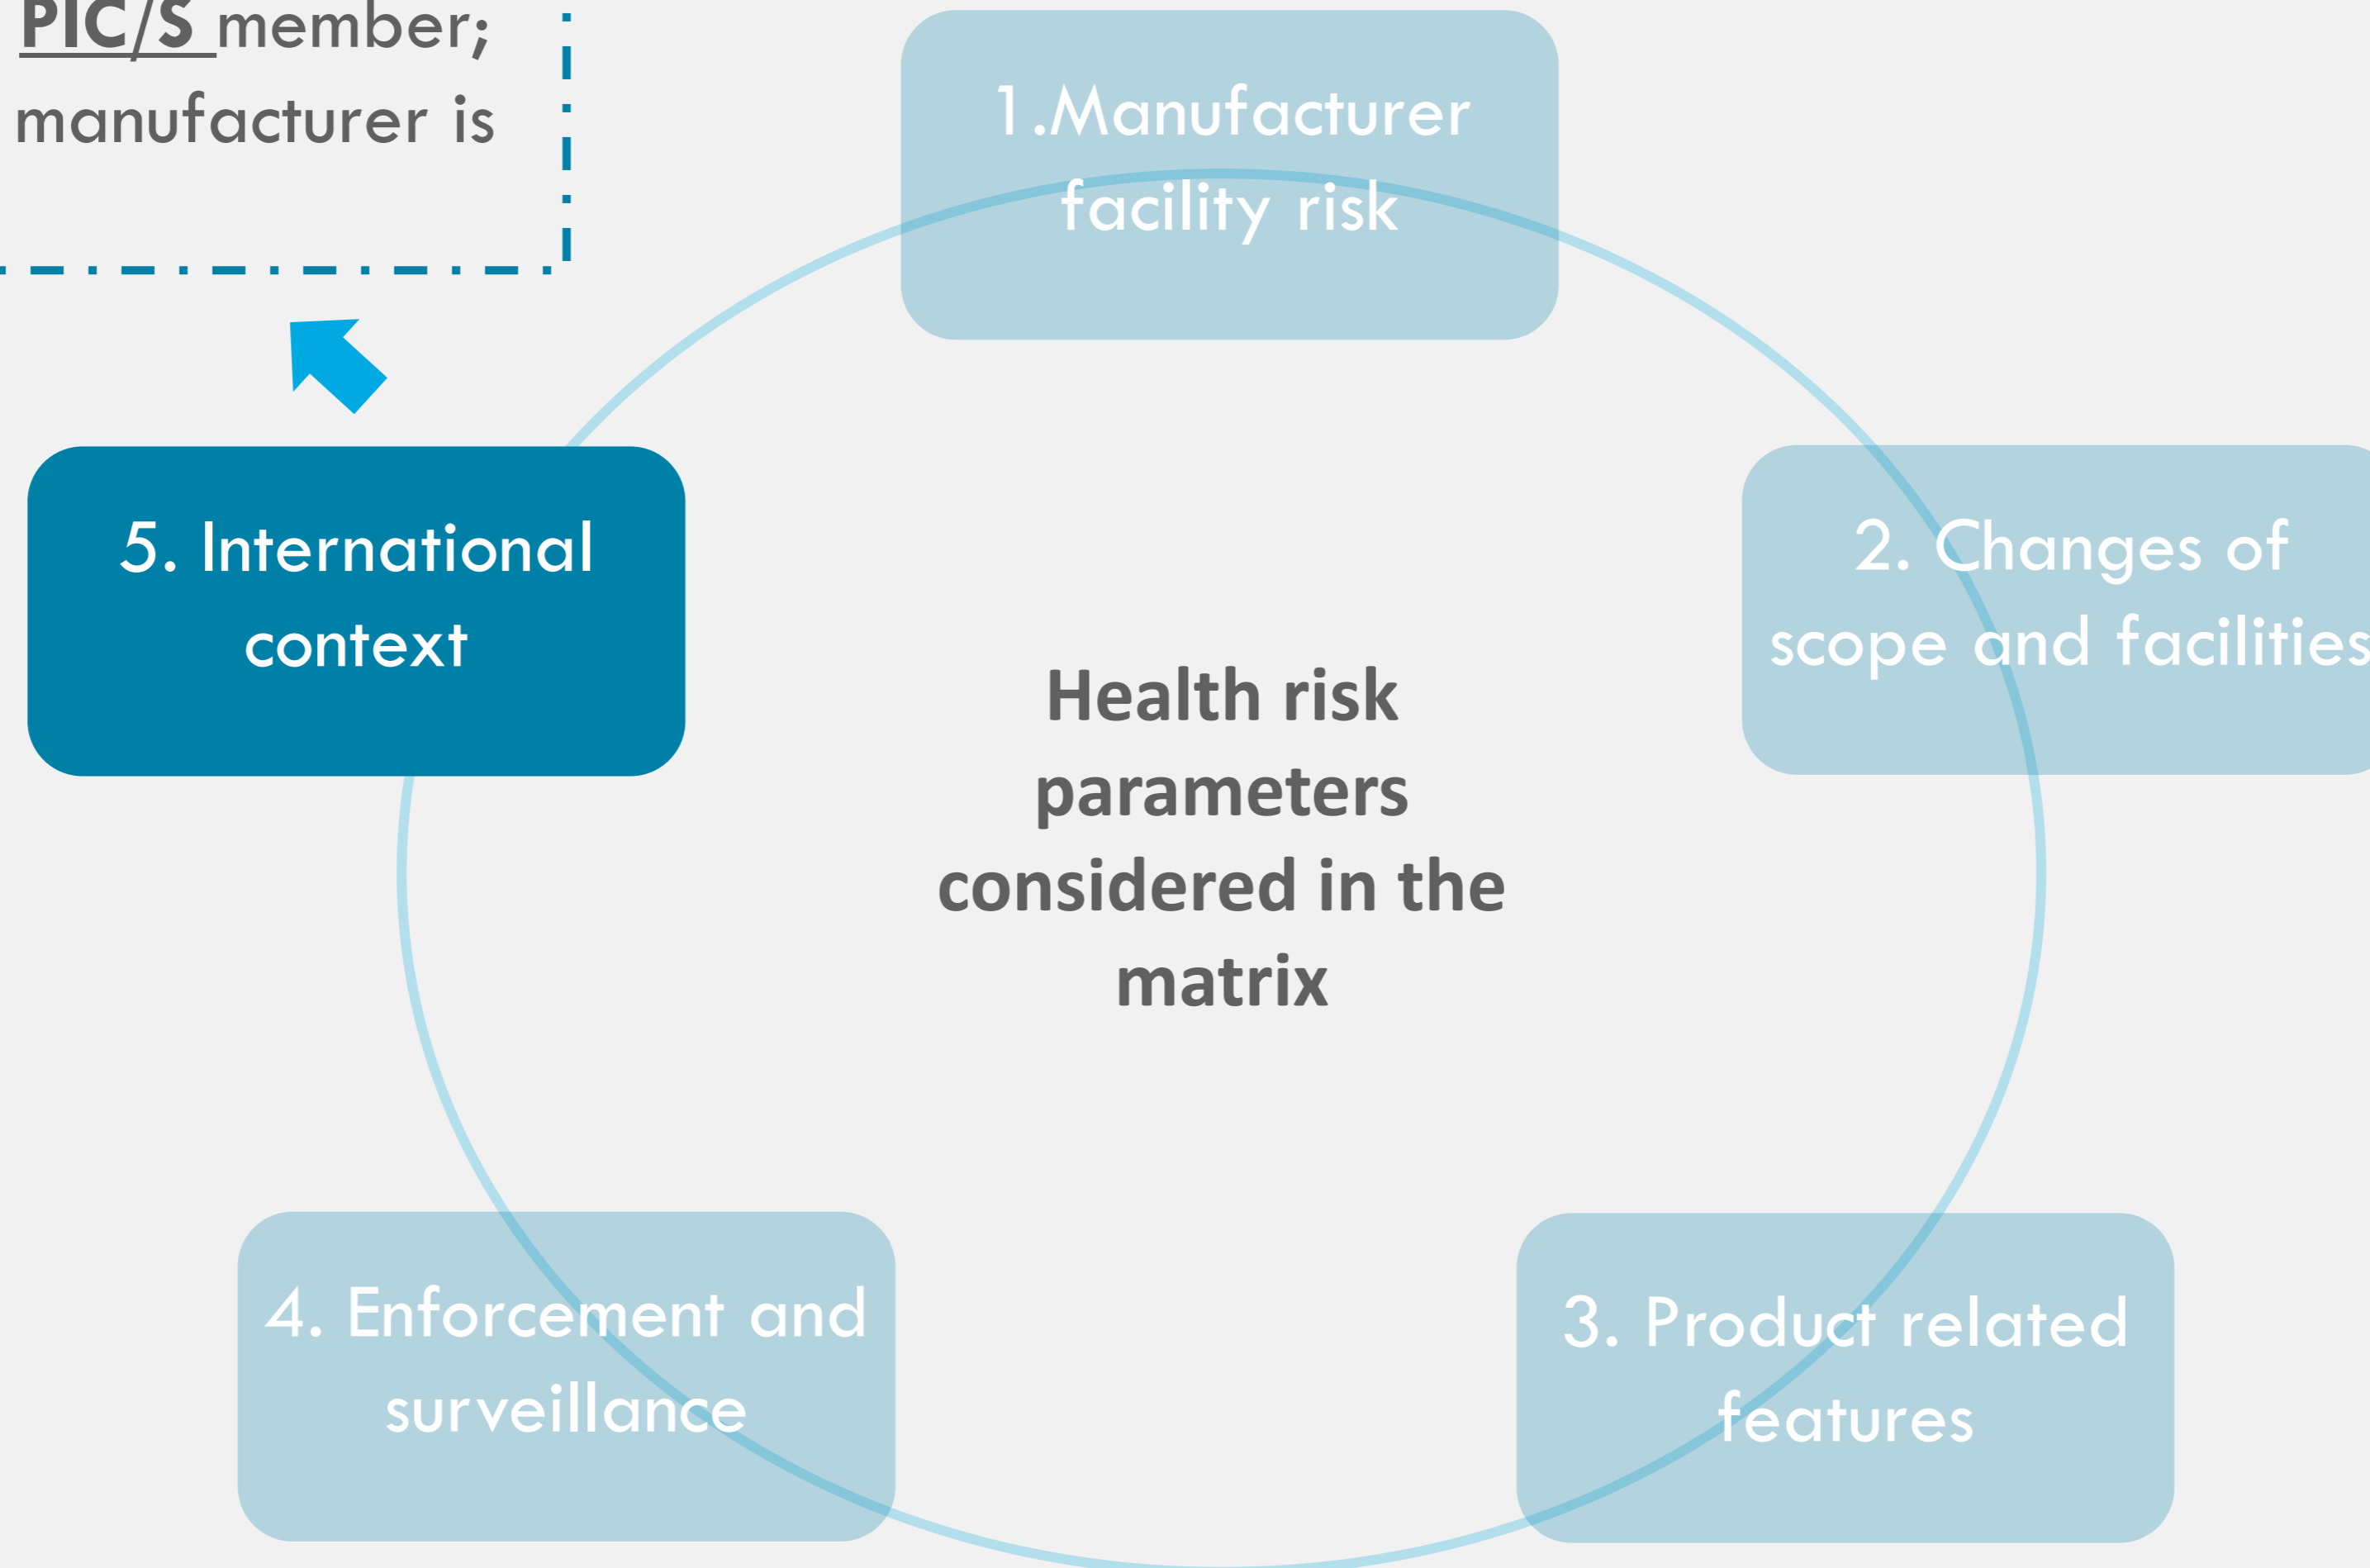 PIC/S member;
manufacturer is
1.Manufacturer
facility risk
5. International
context
2. Changes of
scope and facilities
Health risk
parameters
considered in the
matrix
4. Enforcement and
surveillance
3. Product related
features